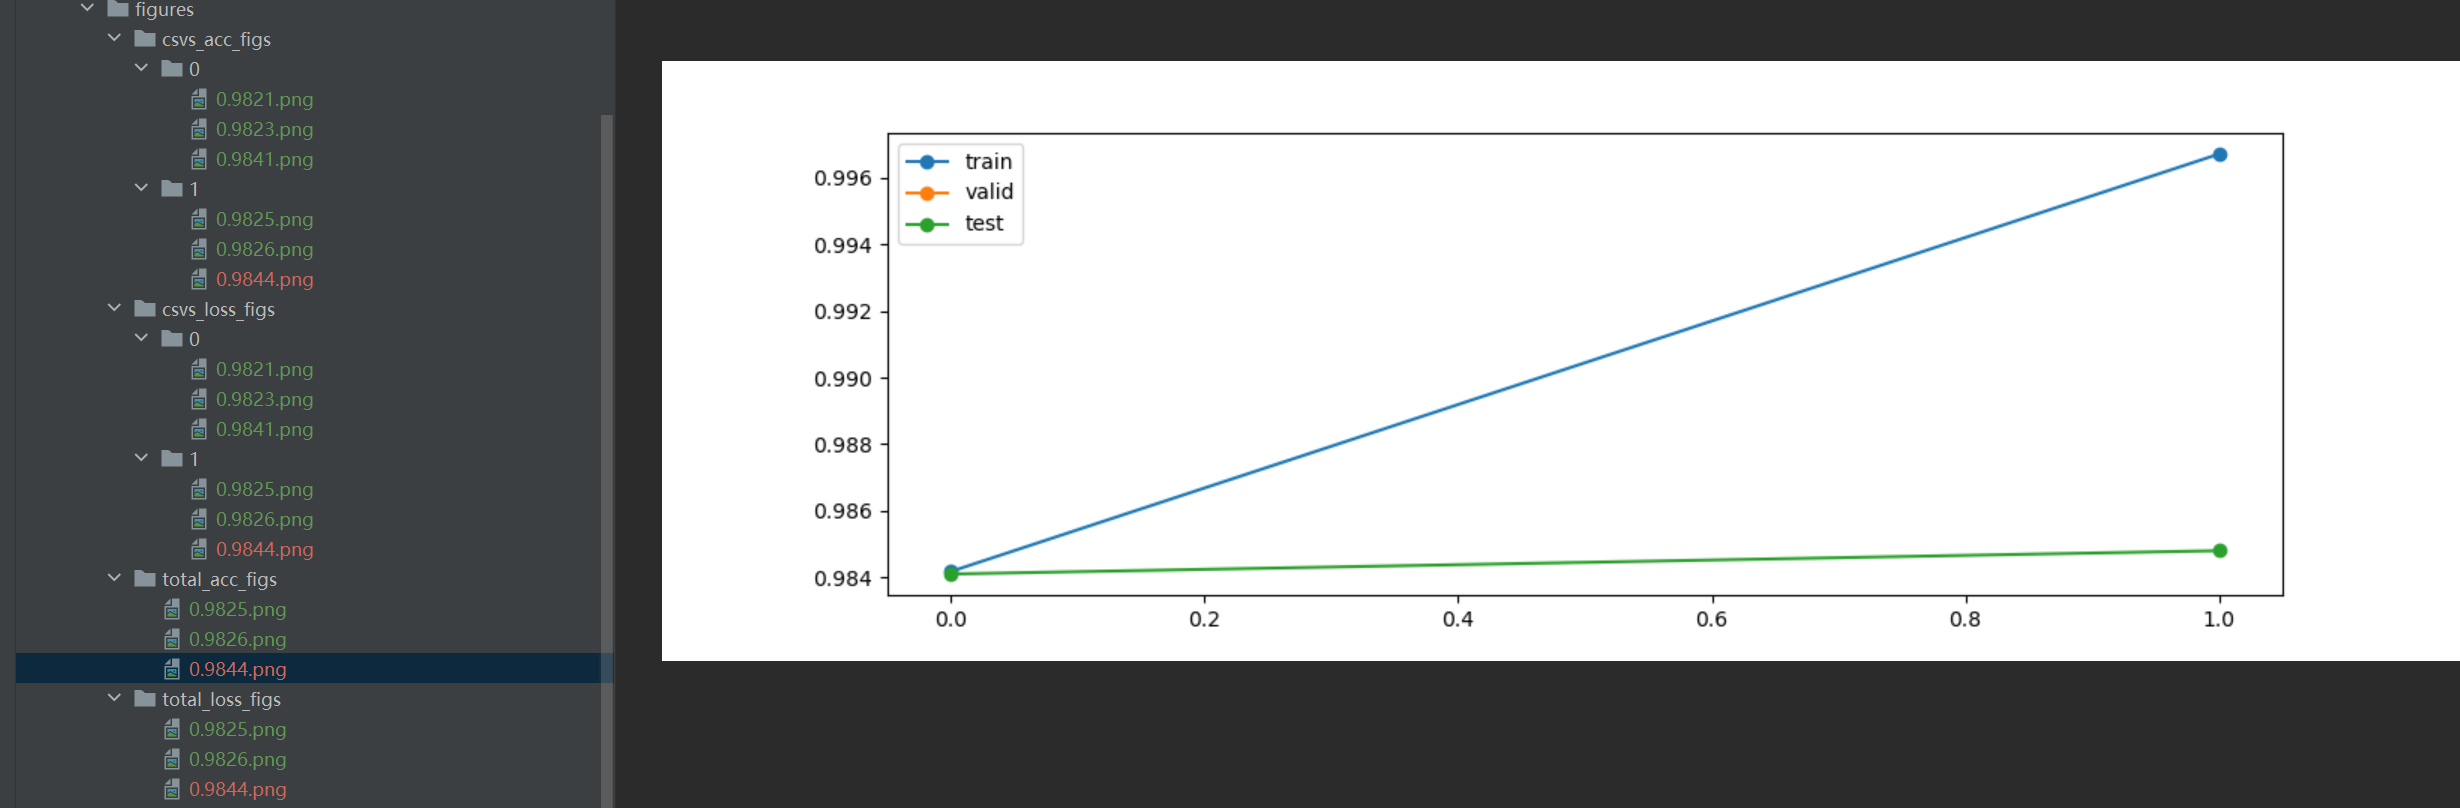 figures
csvs_acc_figs
0
0.9821.png
0.9823.png
0.9841.png
1
0.9825.png
0.9826.png
0.9844.png
csvs_loss_figs
0
0.9821.png
0.9823.png
0.9841.png
1
0.9825.png
0.9826.png
0.9844.png
total_acc_figs
0.9825.png
0.9826.png
0.9844.png
total_loss_figs
0.9825.png
0.9826.png
0.9844.png
train
valid
test
0.996
0.994
0.992
0.990
0.988
0.986
0.984
0.0 0.2 0.4 0.6 0.8 1.0